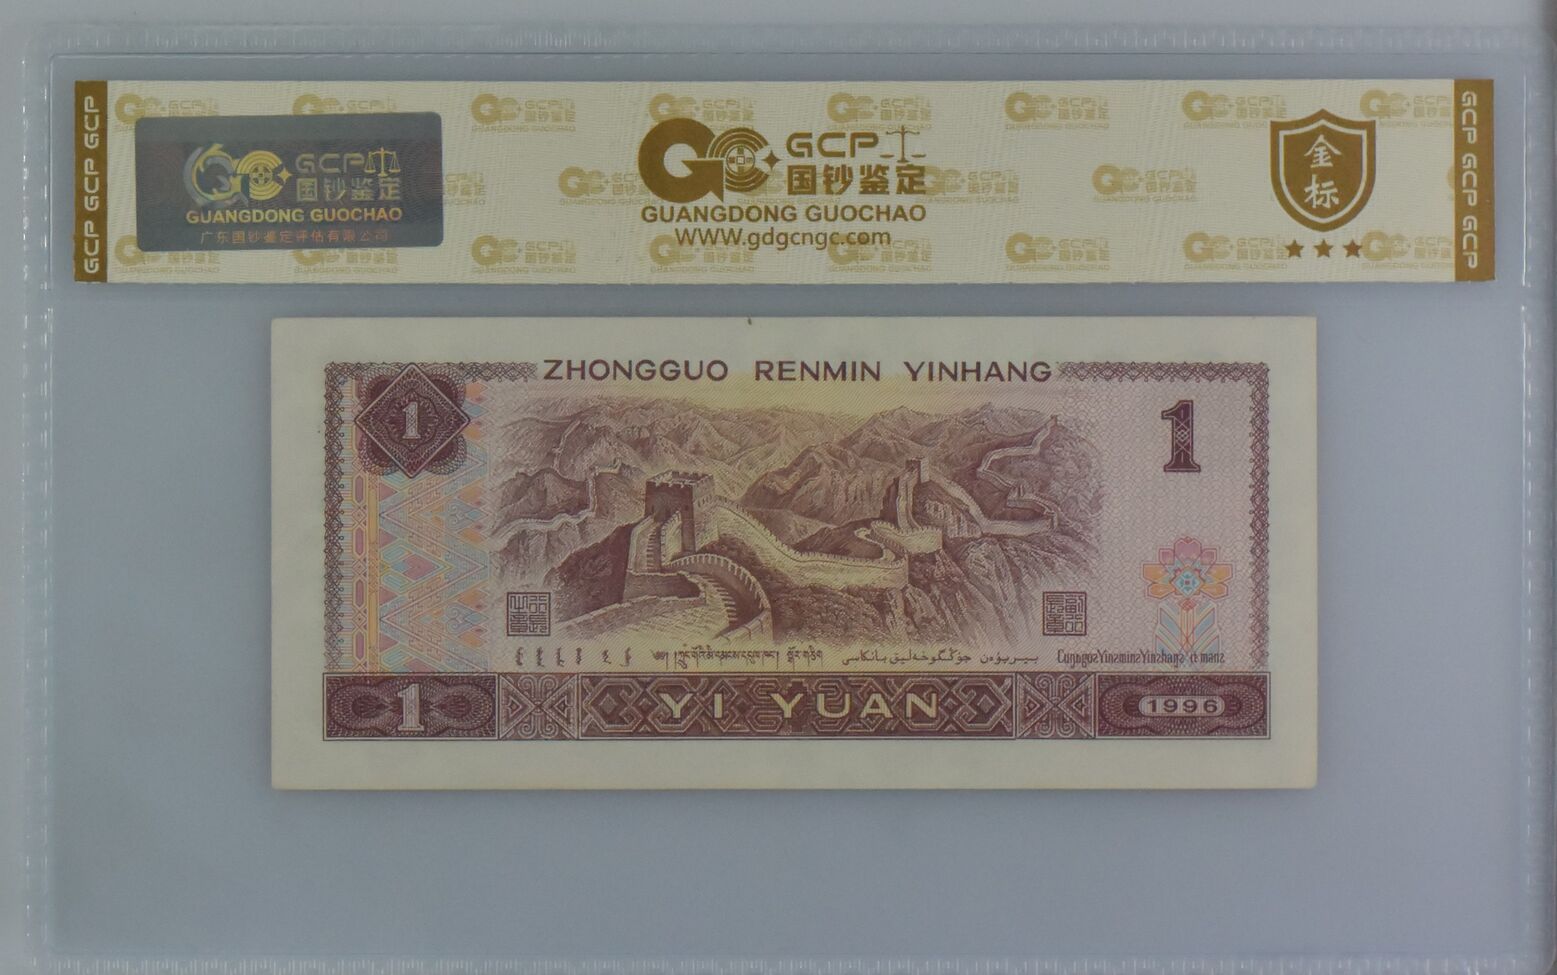 GCP GCP GCP
GCP
国钞鉴定
GUANGDONG GUOCHAO
广东国钞鉴定评估有限公司
GCP
国钞鉴定
GUANGDONG GUOCHAO
WWW.gdgcngc.com
金标
GCP GCP GCP
ZHONGGUO RENMIN YINHANG
1
1
1
YI YUAN
1996